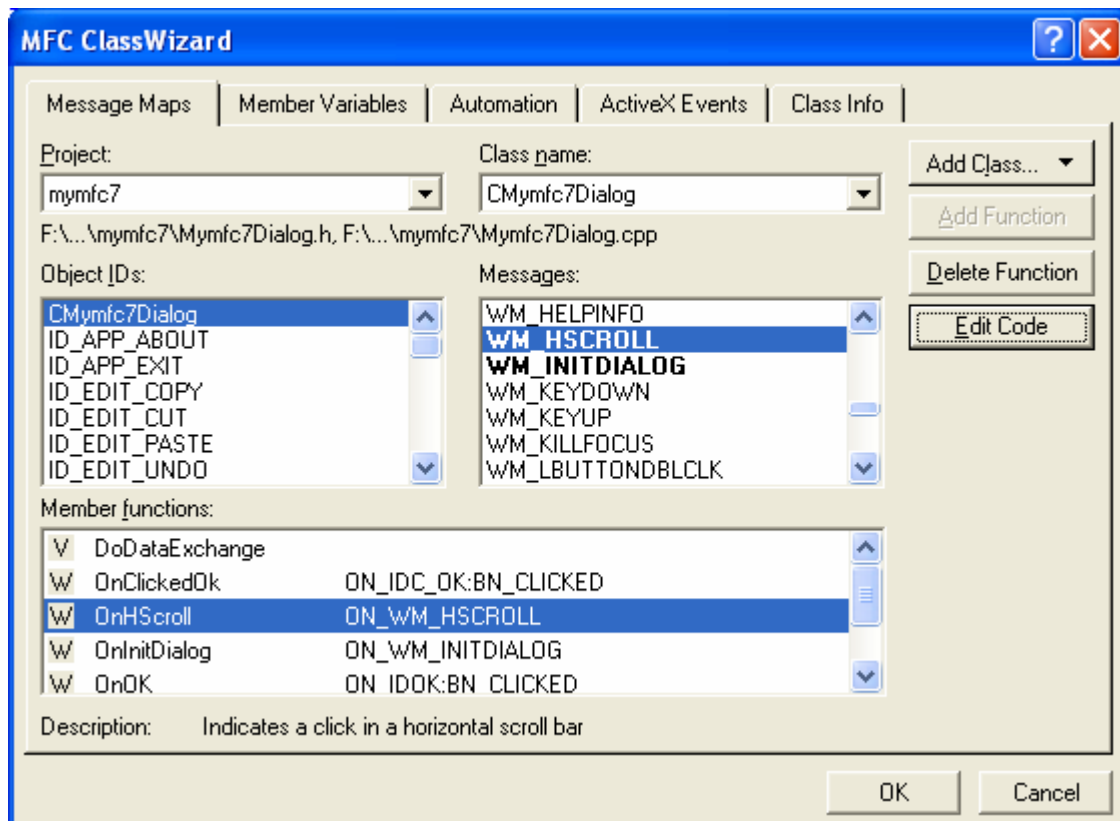 MFC ClassWizard
Message Maps Member Variables Automation ActiveX Events Class Info
Project: Class name: Add Class...
mymfc7 CMymfc7Dialog
Add Function
F:\...\mymfc7\Mymfc7Dialog.h, F:\...\mymfc7\Mymfc7Dialog.cpp
Object IDs: Messages: Delete Function
CMymfc7Dialog WM_HELPINFO
ID_APP_ABOUT WM_HSCROLL Edit Code
ID_APP_EXIT WM_INITDIALOG
ID_EDIT_COPY WM_KEYDOWN
ID_EDIT_CUT WM_KEYUP
ID_EDIT_PASTE WM_KILLFOCUS
ID_EDIT_UNDO WM_LBUTTONDBLCLK
Member functions:
V DoDataExchange
W OnClickedOk ON_IDC_OK:BN_CLICKED
W OnHScroll ON_WM_HSCROLL
W OnInitDialog ON_WM_INITDIALOG
W OnOK ON_IDOK:BN_CLICKED
Description: Indicates a click in a horizontal scroll bar
OK Cancel